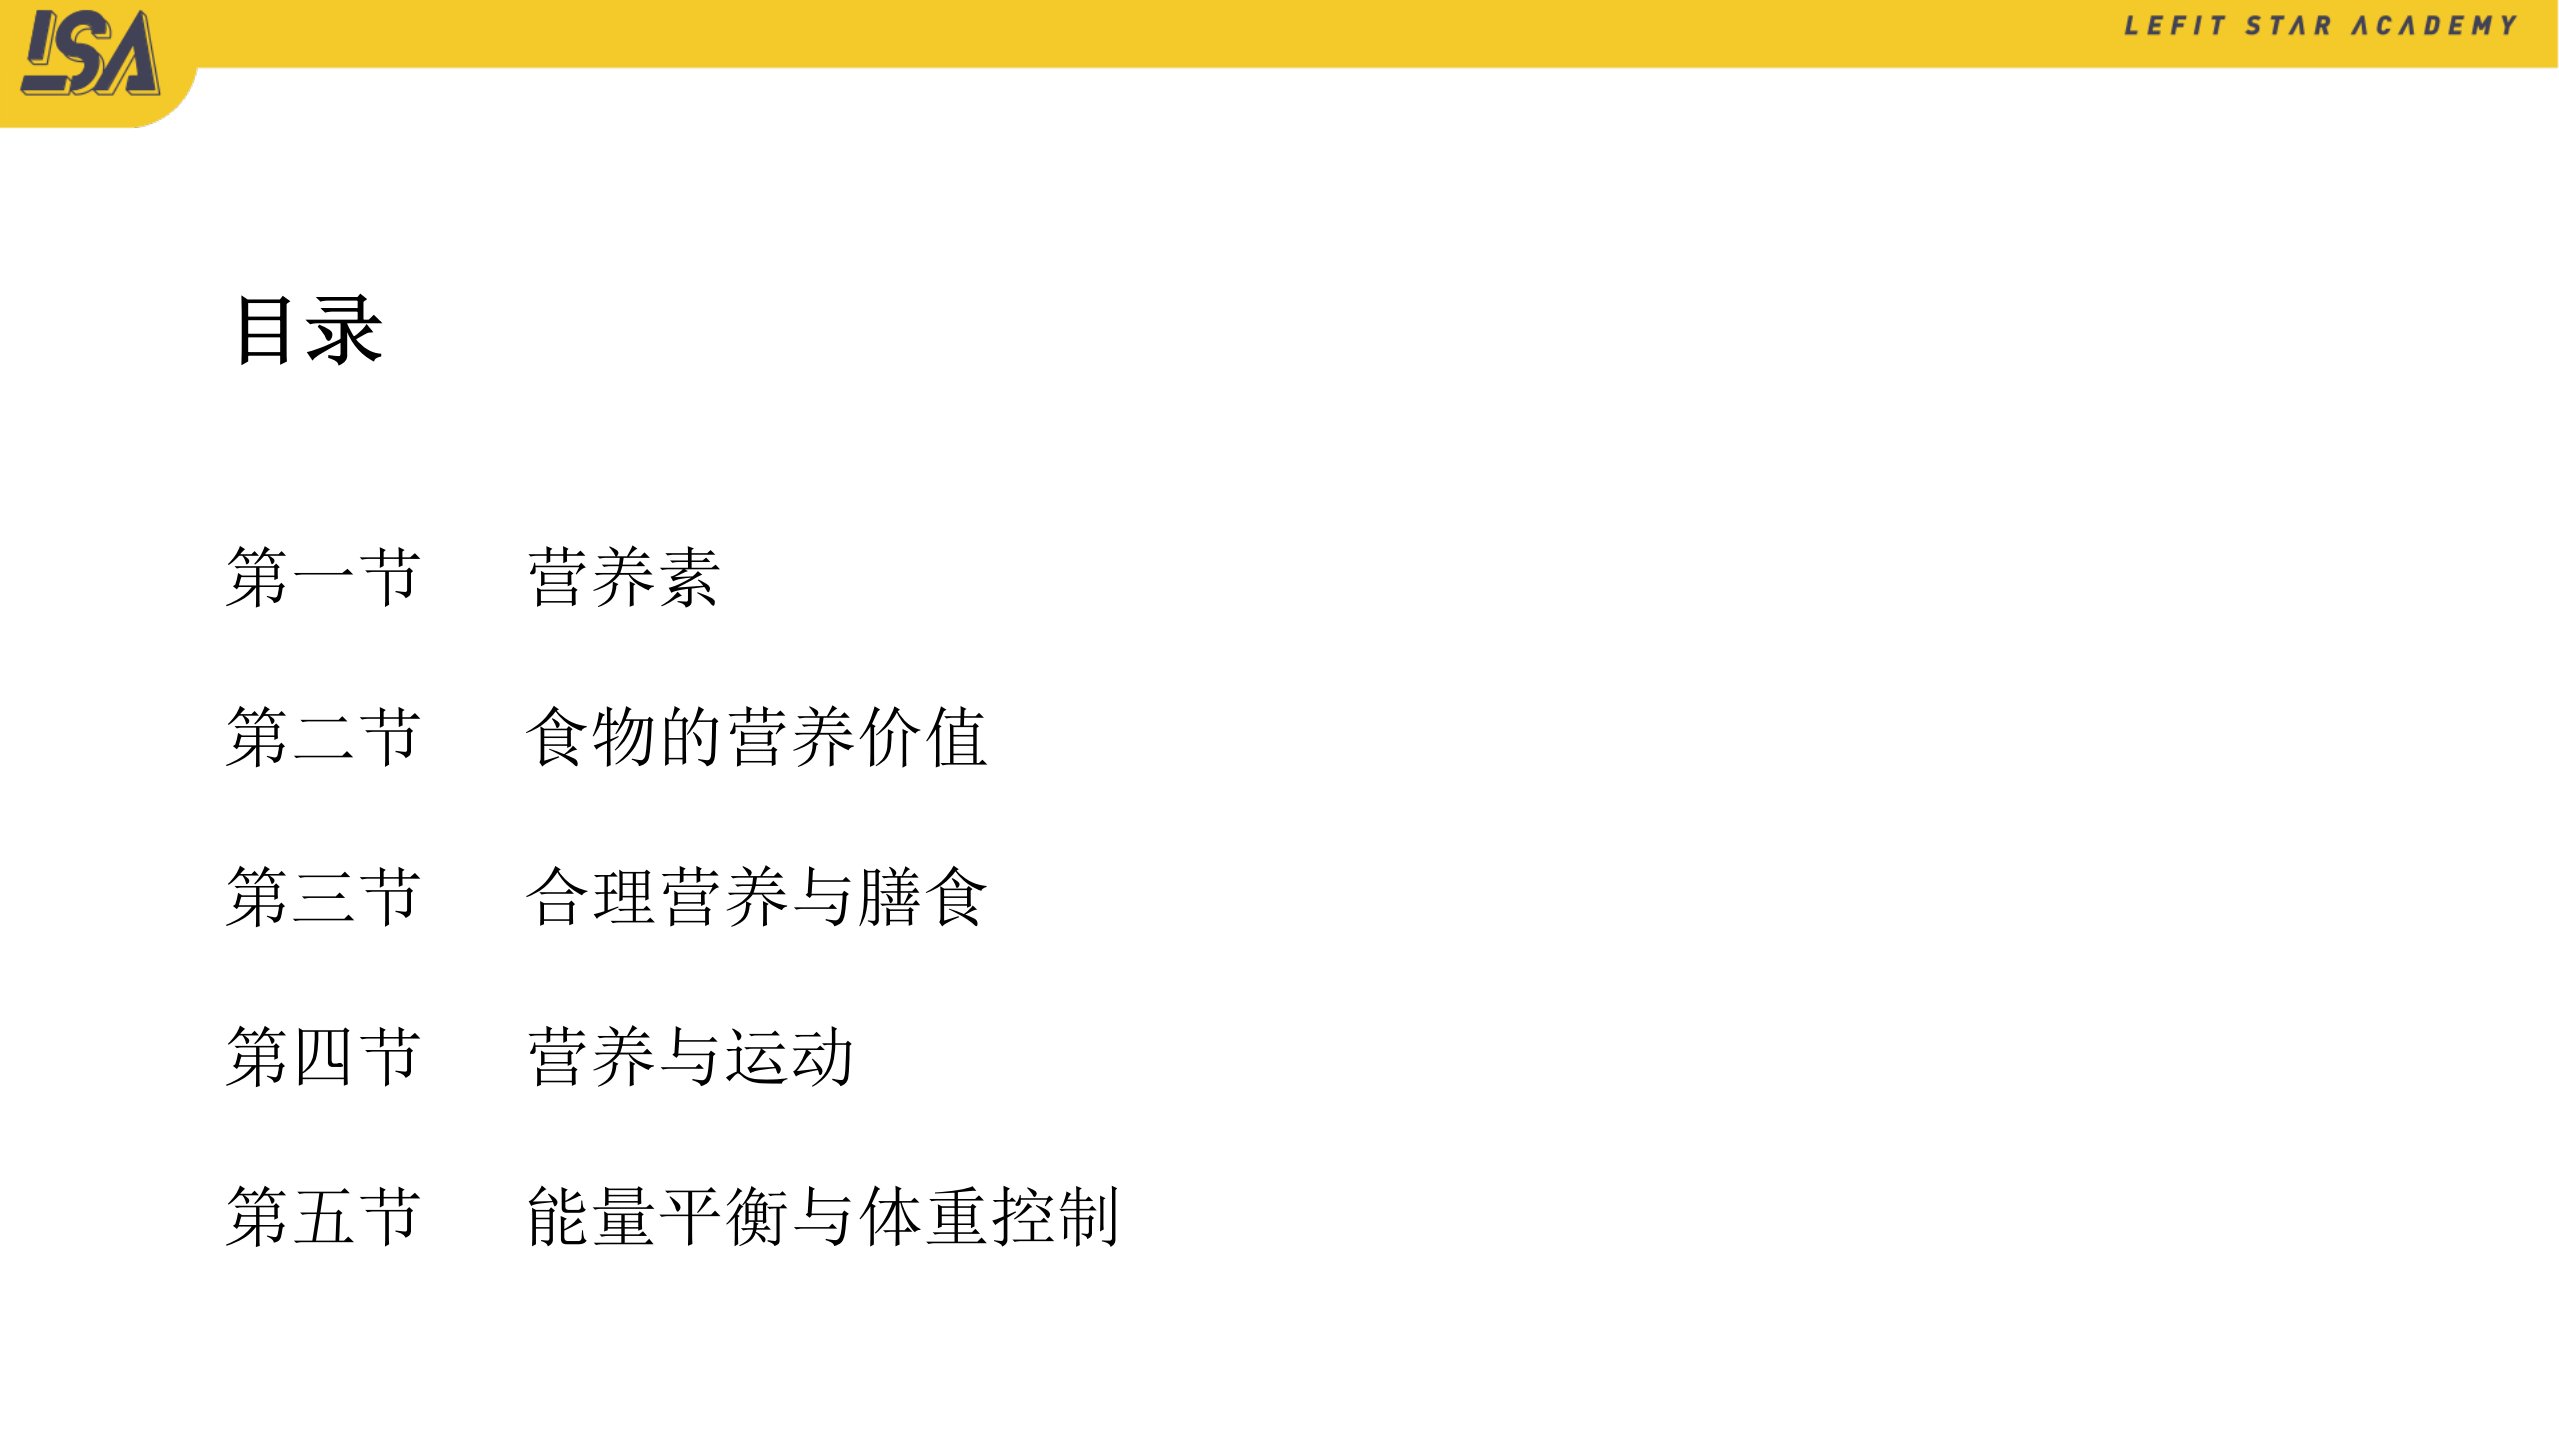 LSA
LEFIT STAR ACADEMY
目录
第一节 营养素
第二节 食物的营养价值
第三节 合理营养与膳食
第四节 营养与运动
第五节 能量平衡与体重控制